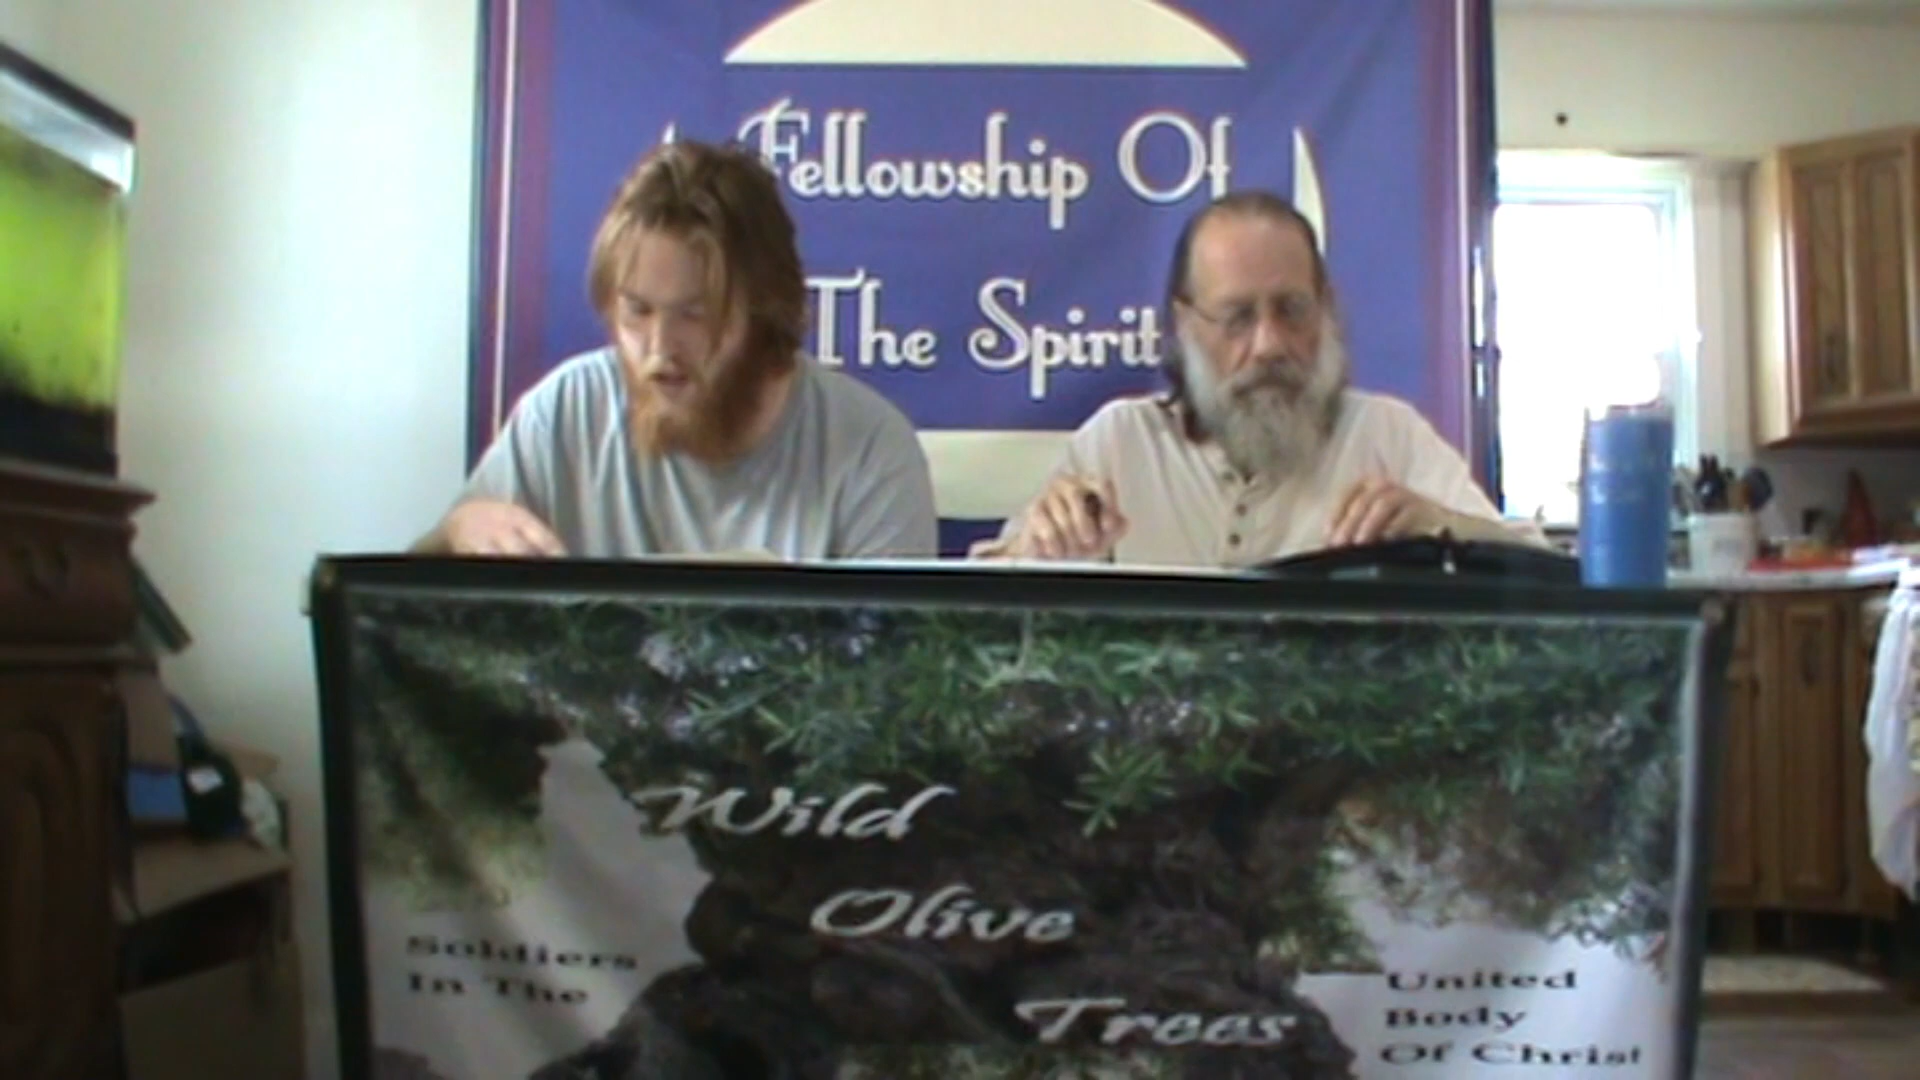 Fellowship Of
The Spirit
Wild
Olive
Trees
Soldiers
In The
United
Body
Of Christ